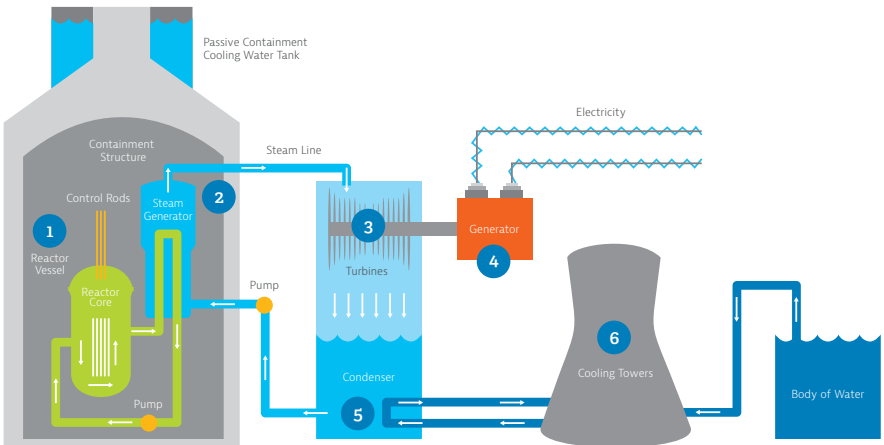 Passive Containment
Cooling Water Tank
Electricity
Containment
Structure
Steam Line
Control Rods
2
Steam
Generator
1
3
Generator
Reactor
Vessel
4
Turbines
Pump
Reactor
Core
6
Cooling Towers
Condenser
Body of Water
Pump
5